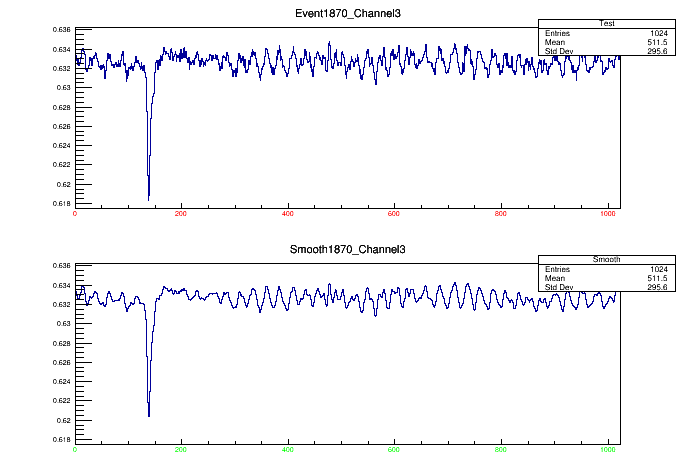 Event1870_Channel3
Test
Entries 1024
Mean 511.5
Std Dev 295.6
0.636
0.634
0.632
0.63
0.628
0.626
0.624
0.622
0.62
0.618
0 200 400 600 800 1000
Smooth1870_Channel3
Smooth
Entries 1024
Mean 511.5
Std Dev 295.6
0.636
0.634
0.632
0.63
0.628
0.626
0.624
0.622
0.62
0.618
0 200 400 600 800 1000